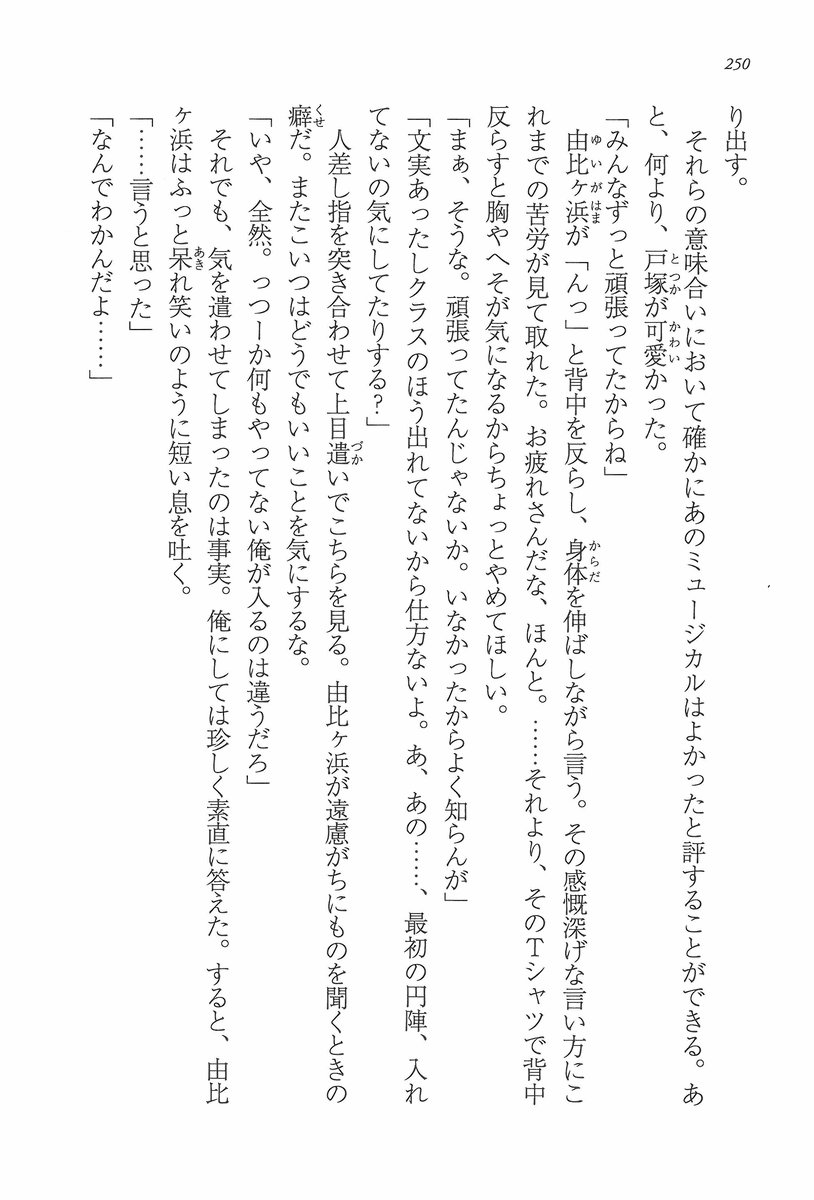 250
り出す。
それらの意味合いにおいて確かにあのミュージカルはよかったと評することができる。あ
と、何より、戸塚が可愛かった。
「みんなずっと頑張ってたからね」
由比ヶ浜が「んっ」と背中を反らし、身体を伸ばしながら言う。その感慨深げな言い方にこ
れまでの苦労が見て取れた。お疲れさんだな、ほんと。……それより、そのTシャツで背中
反らすと胸やへそが気になるからちょっとやめてほしい。
「まぁ、そうな。頑張ってたんじゃないか。いなかったからよく知らんが」
「文実あったしクラスのほう出れてないから仕方ないよ。あ、あの……、最初の円陣、入れ
てないの気にしてたりする?」
人差し指を突き合わせて上目遣いでこちらを見る。由比ヶ浜が遠慮がちにものを聞くときの
癖だ。またこいつはどうでもいいことを気にするな。
「いや、全然。っつーか何もやってない俺が入るのは違うだろ」
それでも、気を遣わせてしまったのは事実。俺にしては珍しく素直に答えた。すると、由比
ヶ浜はふっと呆れ笑いのように短い息を吐く。
「……言うと思った」
「なんでわかんだよ……」